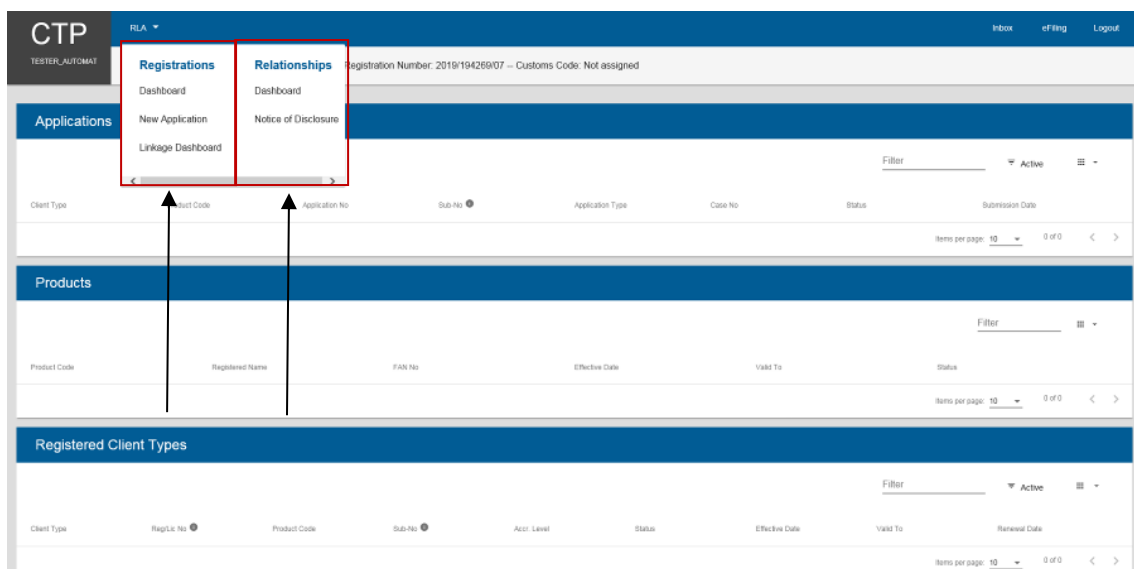 CTP
RLA
Inbox eFiling Logout
TESTER_AUTOMAT
Registrations
Dashboard
New Application
Linkage Dashboard
Relationships
Dashboard
Notice of Disclosure
Registration Number: 2019/194269/07 -- Customs Code: Not assigned
Applications
Filter Active
Client Type Product Code Application No Sub-No Application Type Case No Status Submission Date
Items per page: 10 0 of 0
Products
Filter
Product Code Registered Name FAN No Effective Date Valid To Status
Items per page: 10 0 of 0
Registered Client Types
Filter Active
Client Type Reg/Lic No Product Code Sub-No Accr. Level Status Effective Date Valid To Renewal Date
Items per page: 10 0 of 0